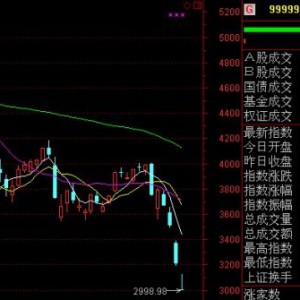 5200
5000
4800
4600
4400
4200
4000
3800
3600
3400
3200
3000
2998.98
G 99999
A股成交
B股成交
国债成交
基金成交
权证成交
最新指数
今日开盘
昨日收盘
指数涨跌
指数涨幅
指数振幅
总成交量
总成交额
最高指数
最低指数
上证换手
涨家数